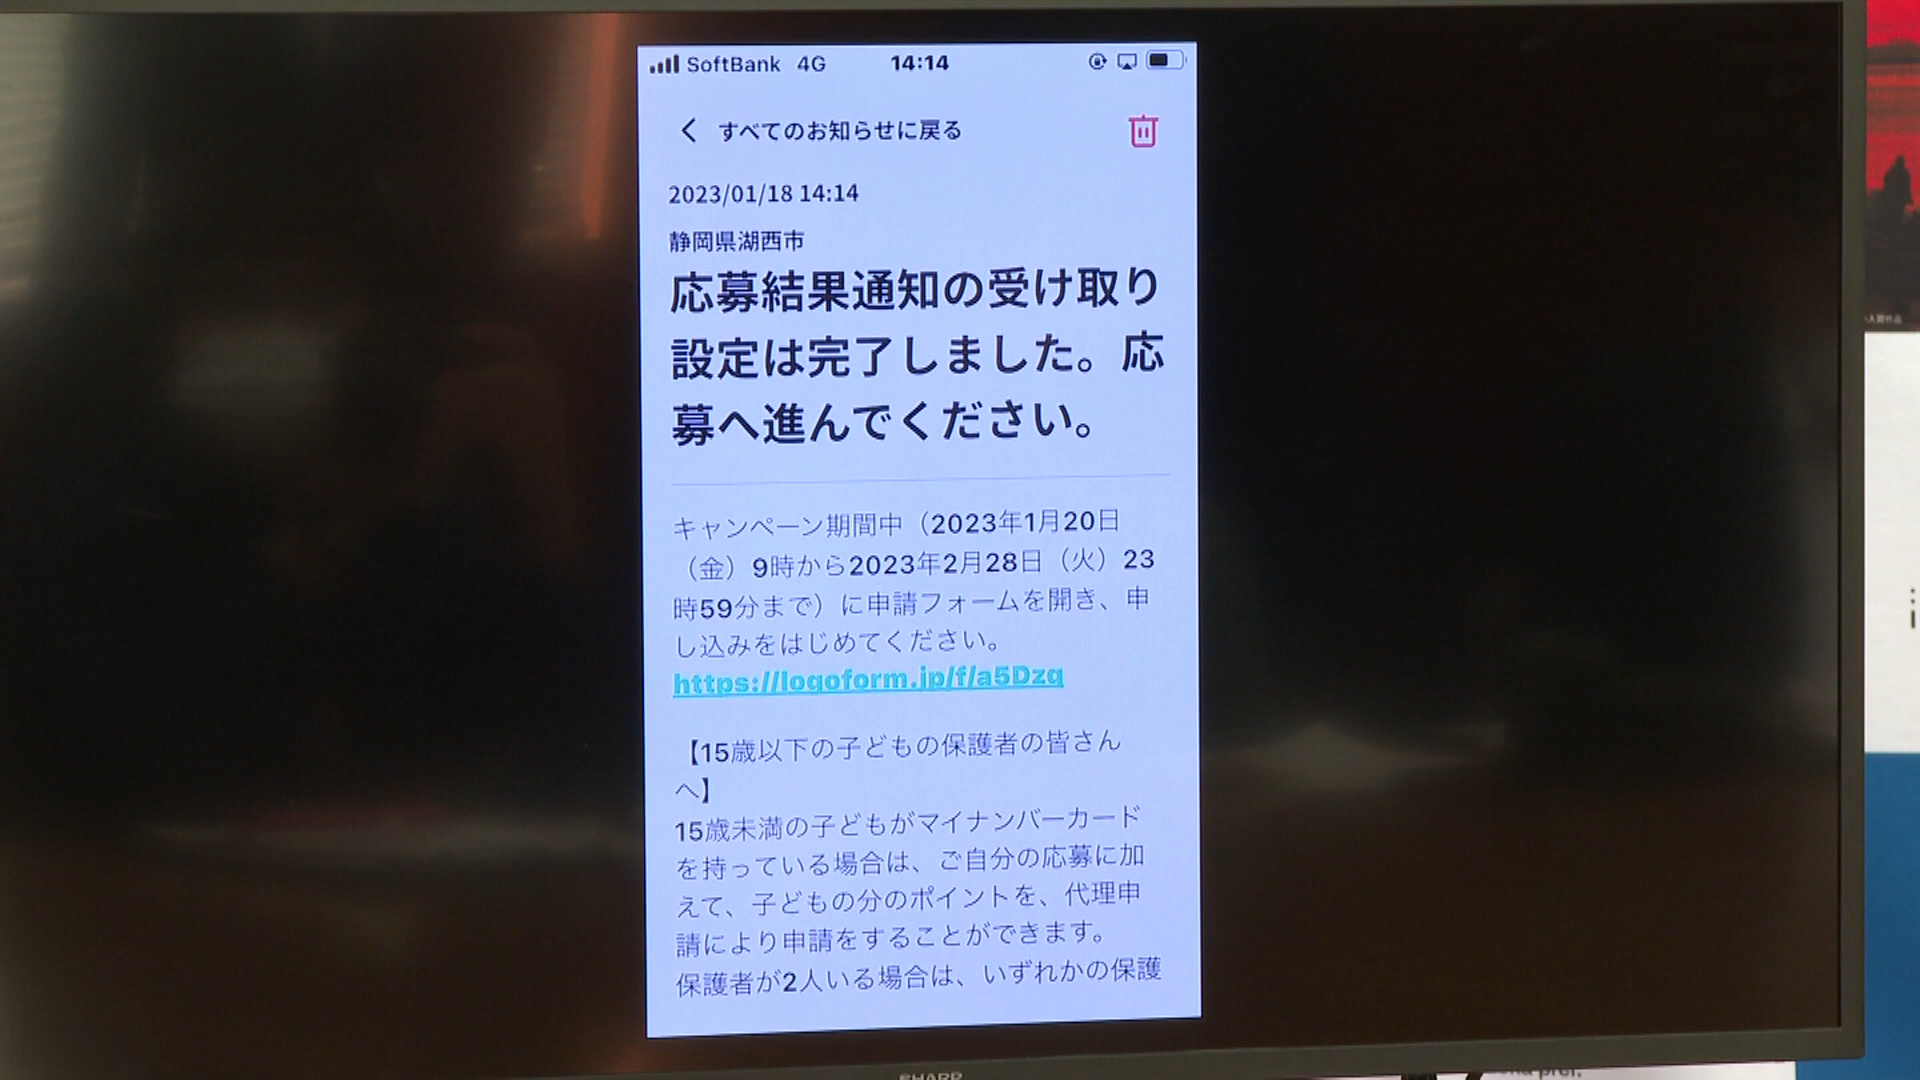 SoftBank 4G 14:14
すべてのお知らせに戻る
2023/01/18 14:14
静岡県湖西市
応募結果通知の受け取り
設定は完了しました。応
募へ進んでください。
キャンペーン期間中（2023年1月20日
（金）9時から2023年2月28日（火）23
時59分まで）に申請フォームを開き、申
し込みをはじめてください。
https://logoform.jp/f/a5Dzq
【15歳以下の子どもの保護者の皆さん
へ】
15歳未満の子どもがマイナンバーカード
を持っている場合は、ご自分の応募に加
えて、子どもの分のポイントを、代理申
請により申請をすることができます。
保護者が2人いる場合は、いずれかの保護
SHARP